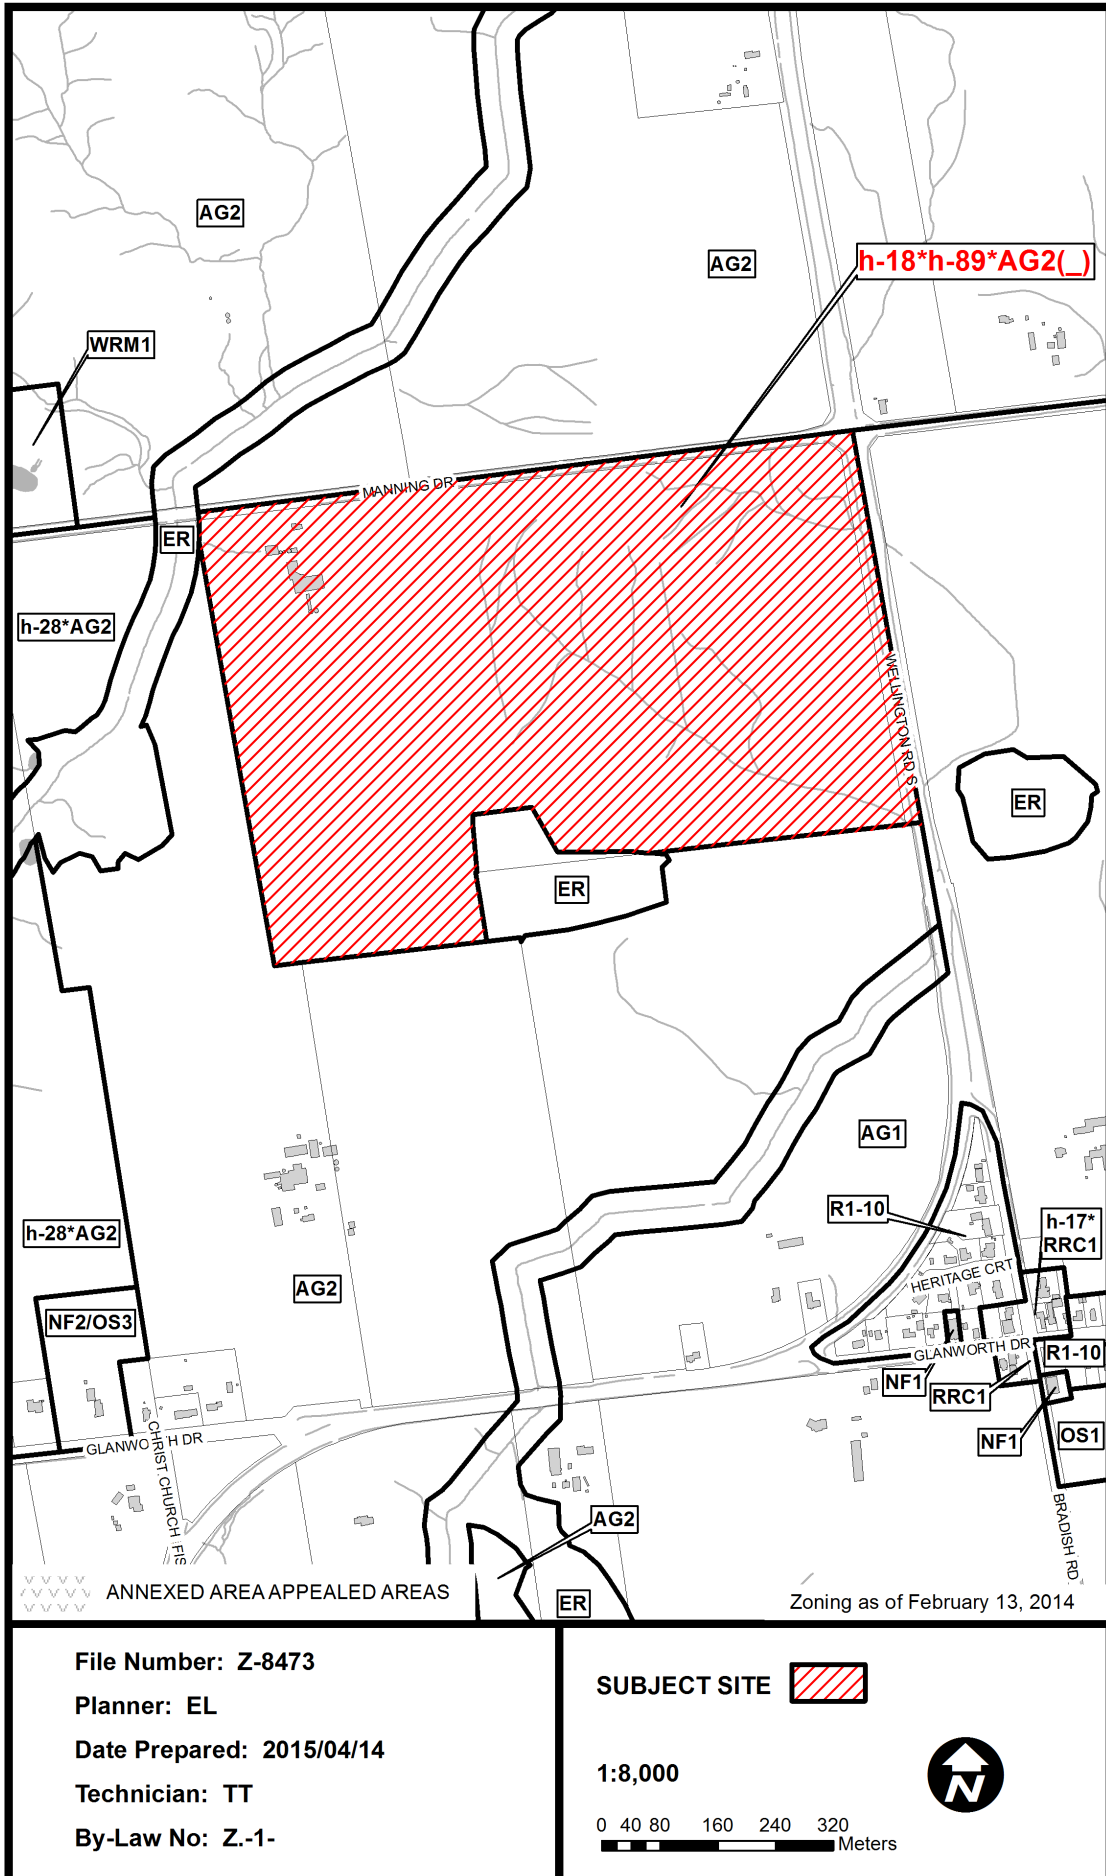 AG2
AG2
h-18*h-89*AG2(_)
WRM1
MANNING DR
ER
h-28*AG2
WELLINGTON RD S
ER
ER
AG1
R1-10
h-17*
RRC1
h-28*AG2
HERITAGE CRT
AG2
NF2/OS3
GLANWORTH DR
R1-10
NF1
RRC1
GLANWORTH DR
NF1
OS1
CHRIST CHURCH FIS
BRADISH RD
AG2
ANNEXED AREA APPEALED AREAS
ER
Zoning as of February 13, 2014
File Number: Z-8473
Planner: EL
Date Prepared: 2015/04/14
Technician: TT
By-Law No: Z.-1-
SUBJECT SITE
1:8,000
N
0 40 80 160 240 320
Meters